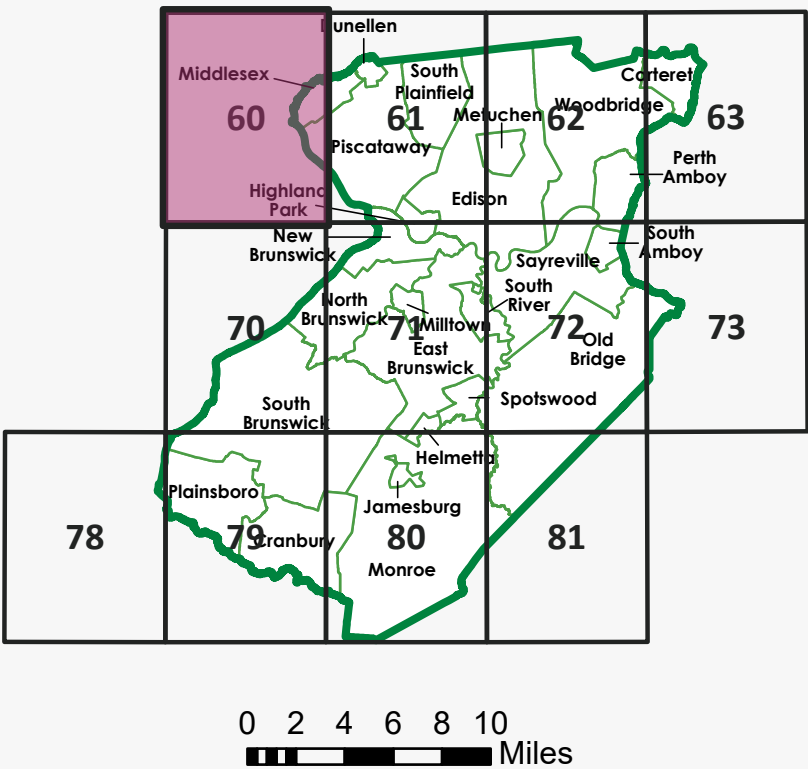 Dunellen
Middlesex
South
Plainfield
Carteret
Metuchen
Woodbridge
60
61
62
63
Piscataway
Perth
Amboy
Highland
Park
Edison
New
Brunswick
South
Amboy
Sayreville
North
Brunswick
South
River
70
71
72
73
Milltown
Old
Bridge
East
Brunswick
South
Brunswick
Spotswood
Helmetta
Plainsboro
Jamesburg
78
79
80
81
Cranbury
Monroe
0 2 4 6 8 10
Miles